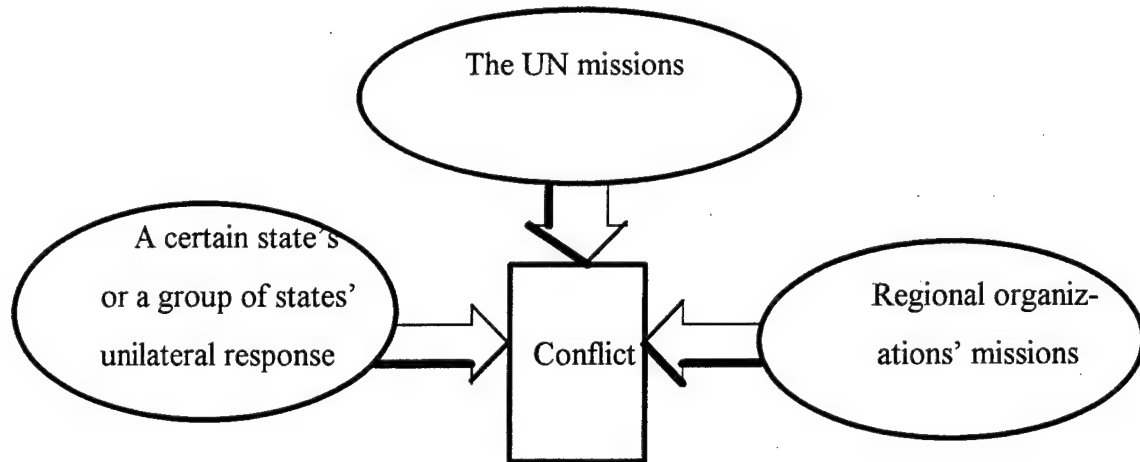 The UN missions
A certain state's
or a group of states'
unilateral response
Conflict
Regional organiz-
ations' missions